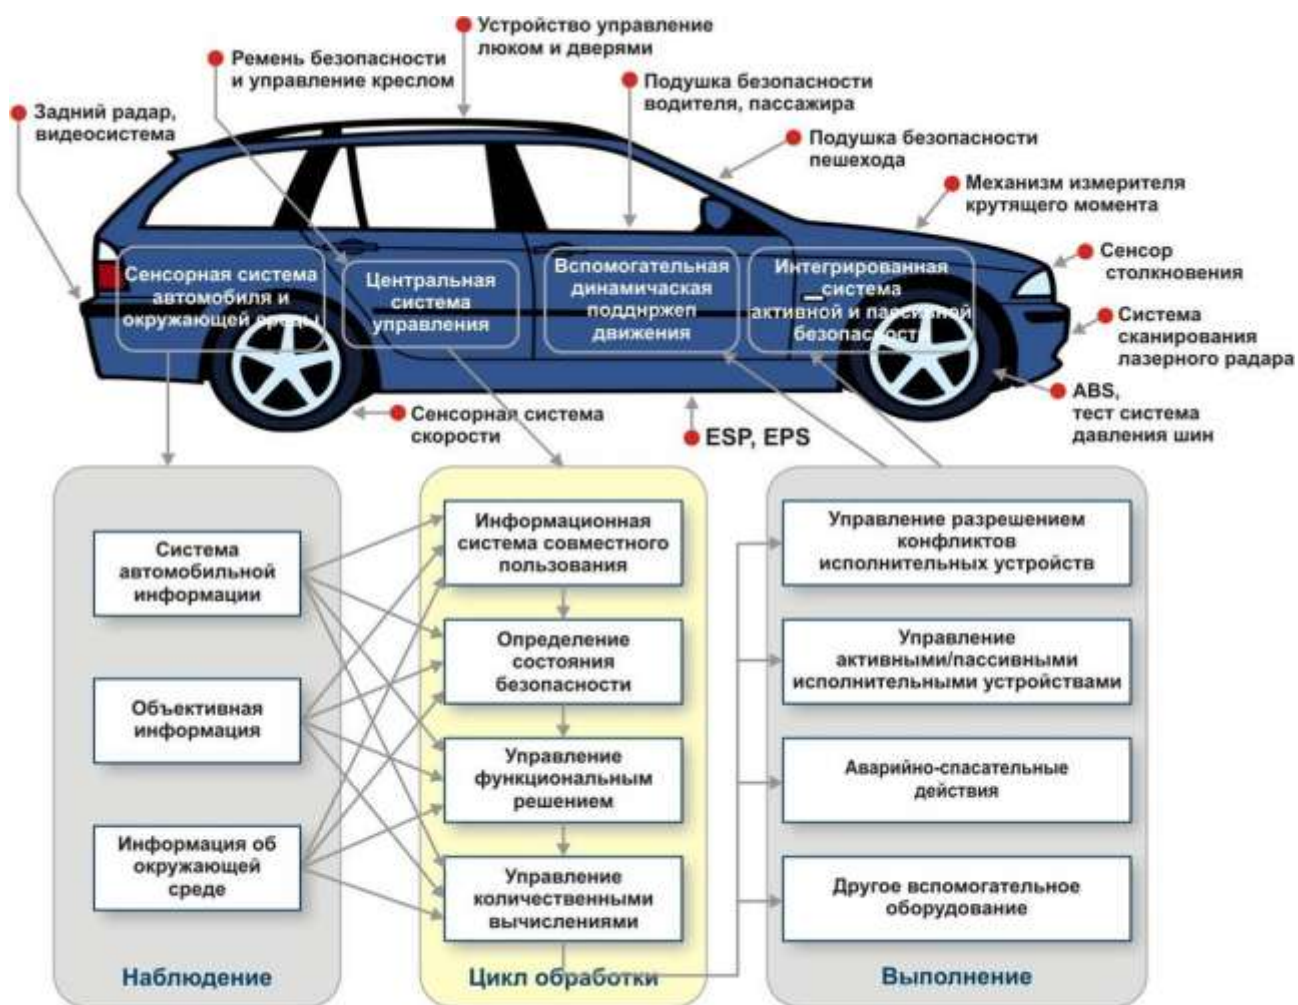 Устройство управление
люком и дверями
Ремень безопасности
и управление креслом
Подушка безопасности
водителя, пассажира
Задний радар,
видеосистема
Подушка безопасности
пешехода
Механизм измерителя
крутящего момента
Сенсор
столкновения
Система
сканирования
лазерного радара
ABS,
тест система
давления шин
Сенсорная система
автомобиля и
окружающей среды
Центральная
система
управления
Вспомогательная
динамичаская
подднржеп
движения
Интегрированная
система
активной и пассивной
безопасности
Сенсорная система
скорости
ESP, EPS
Система
автомобильной
информации
Объективная
информация
Информация об
окружающей
среде
Наблюдение
Информационная
система совместного
пользования
Определение
состояния
безопасности
Управление
функциональным
решением
Управление
количественными
вычислениями
Цикл обработки
Управление разрешением
конфликтов
исполнительных устройств
Управление
активными/пассивными
исполнительными устройствами
Аварийно-спасательные
действия
Другое вспомогательное
оборудование
Выполнение